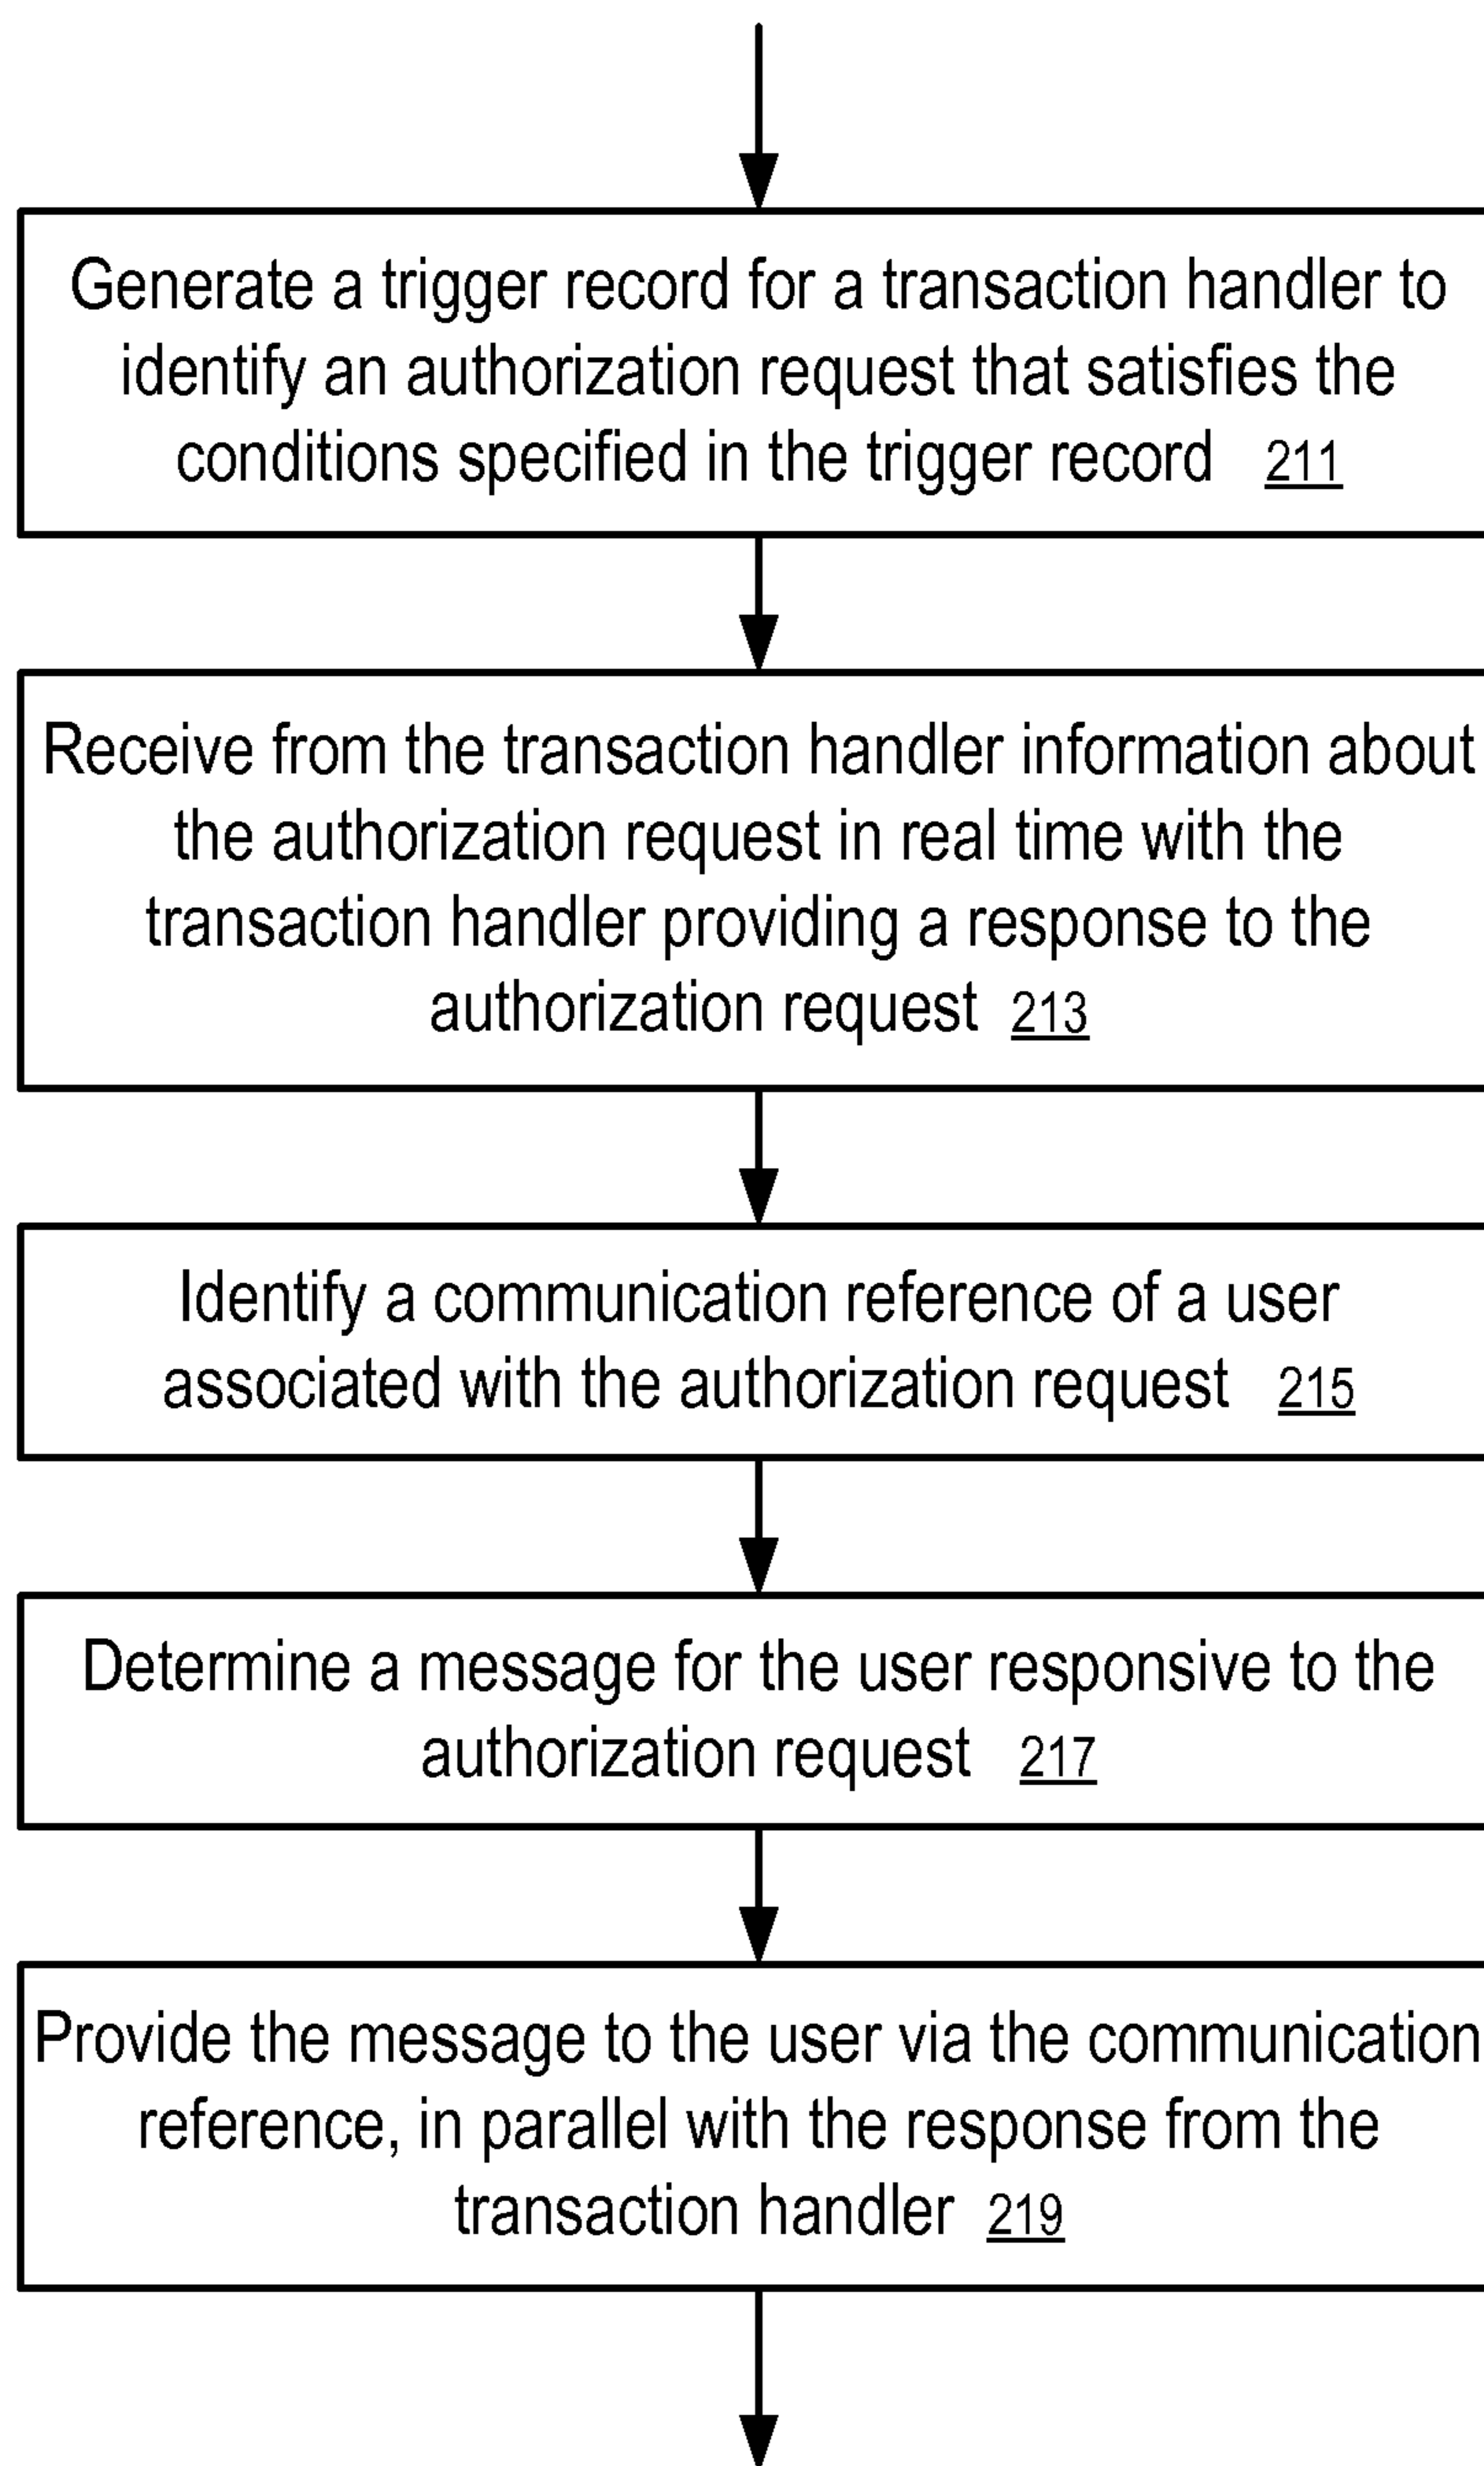 Generate a trigger record for a transaction handler to
identify an authorization request that satisfies the
conditions specified in the trigger record 211
Receive from the transaction handler information about
the authorization request in real time with the
transaction handler providing a response to the
authorization request 213
Identify a communication reference of a user
associated with the authorization request 215
Determine a message for the user responsive to the
authorization request 217
Provide the message to the user via the communication
reference, in parallel with the response from the
transaction handler 219